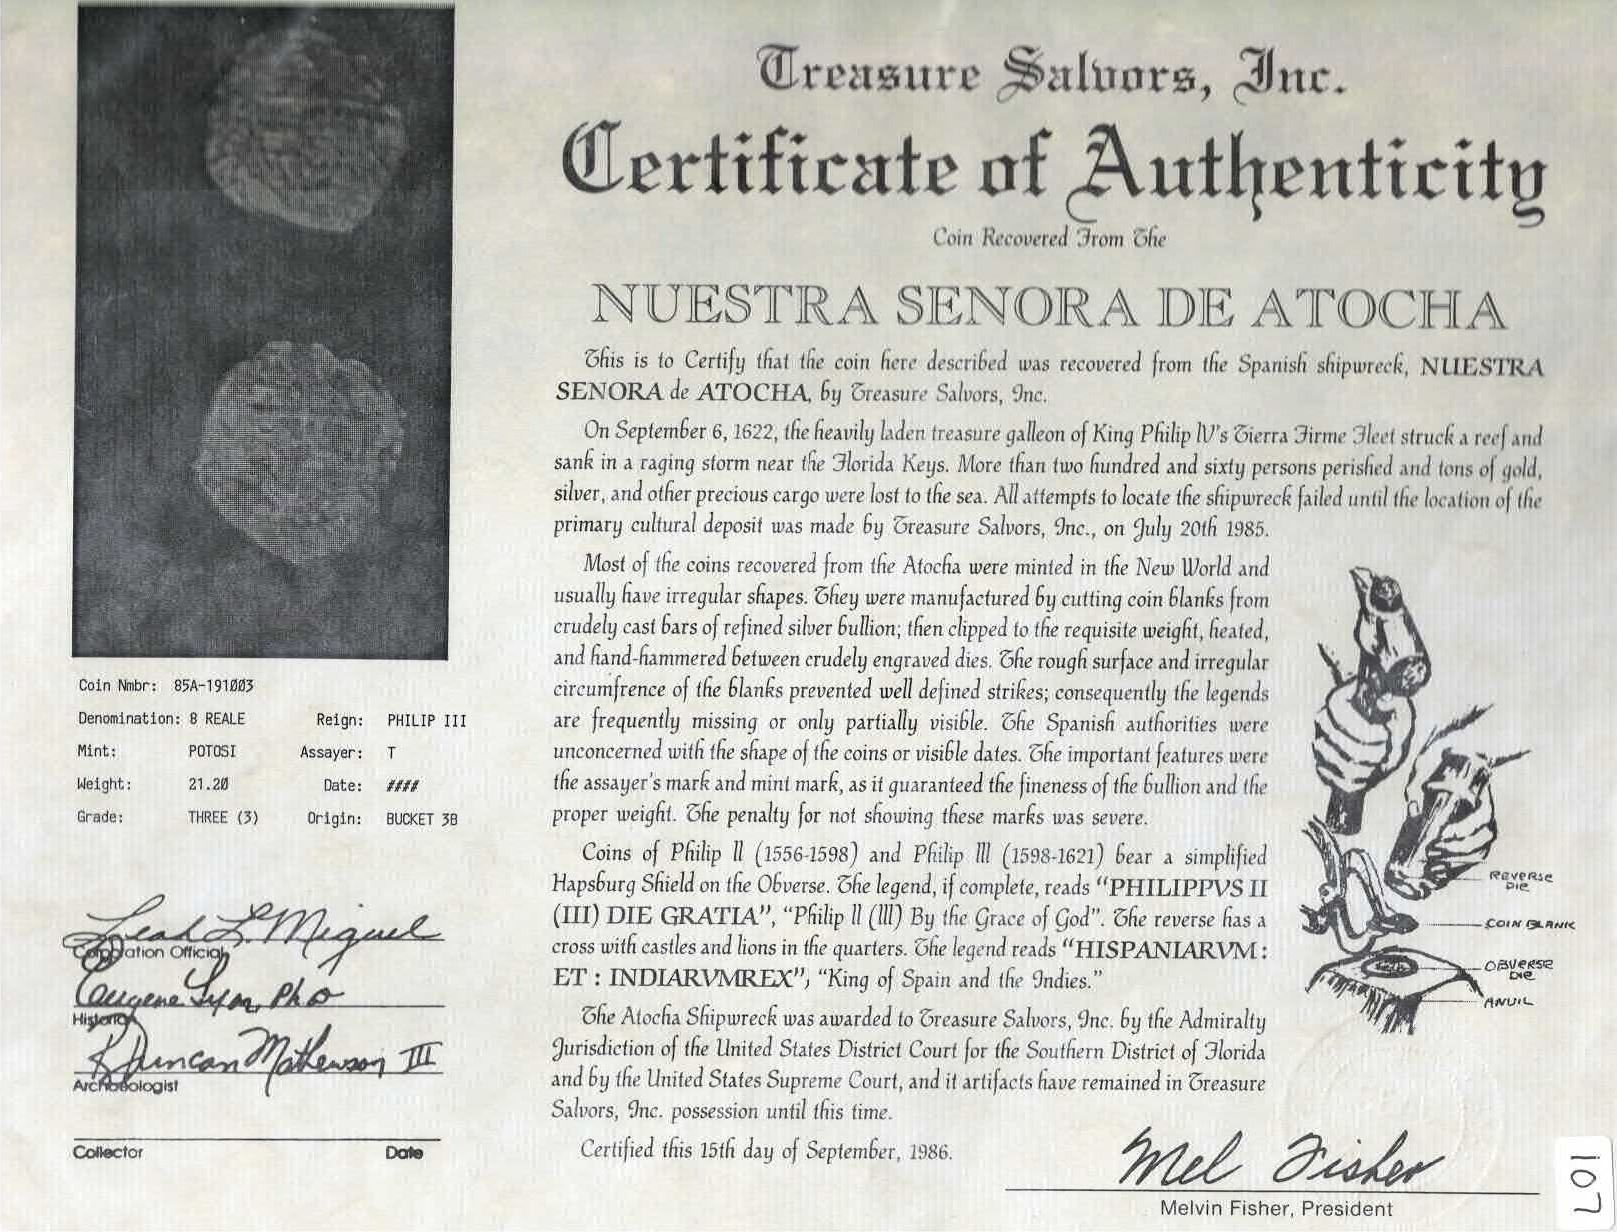 Treasure Salvors, Inc.
Certificate of Authenticity
Coin Recovered From The
NUESTRA SENORA DE ATOCHA
This is to Certify that the coin here described was recovered from the Spanish shipwreck, NUESTRA
SENORA de ATOCHA, by Treasure Salvors, Inc.
On September 6, 1622, the heavily laden treasure galleon of King Philip IV's Tierra Firme Fleet struck a reef and
sank in a raging storm near the Florida Keys. More than two hundred and sixty persons perished and tons of gold,
silver, and other precious cargo were lost to the sea. All attempts to locate the shipwreck failed until the location of the
primary cultural deposit was made by Treasure Salvors, Inc., on July 20th 1985.
Most of the coins recovered from the Atocha were minted in the New World and
usually have irregular shapes. They were manufactured by cutting coin blanks from
crudely cast bars of refined silver bullion; then clipped to the requisite weight, heated,
and hand-hammered between crudely engraved dies. The rough surface and irregular
circumfrence of the blanks prevented well defined strikes; consequently the legends
are frequently missing or only partially visible. The Spanish authorities were
unconcerned with the shape of the coins or visible dates. The important features were
the assayer's mark and mint mark, as it guaranteed the fineness of the bullion and the
proper weight. The penalty for not showing these marks was severe.
Coins of Philip II (1556-1598) and Philip III (1598-1621) bear a simplified
Hapsburg Shield on the Obverse. The legend, if complete, reads "PHILIPPVS II
(III) DIE GRATIA", "Philip II (III) By the Grace of God". The reverse has a
cross with castles and lions in the quarters. The legend reads "HISPANIARVM :
ET : INDIARVMREX"; "King of Spain and the Indies."
The Atocha Shipwreck was awarded to Treasure Salvors, Inc. by the Admiralty
Jurisdiction of the United States District Court for the Southern District of Florida
and by the United States Supreme Court, and it artifacts have remained in Treasure
Salvors, Inc. possession until this time.
Certified this 15th day of September, 1986.
Mel Fisher
Melvin Fisher, President
REVERSE
DIE
COIN BLANK
OBVERSE
DIE
ANVIL
Coin Nmbr: 85A-191003
Denomination: 8 REALE Reign: PHILIP III
Mint: POTOSI Assayer: T
Weight: 21.20 Date: ####
Grade: THREE (3) Origin: BUCKET 3B
Leah L. Miguel
Corporation Official
Eugene Lyon, PhD
Historian
R Duncan Mathewson III
Archaeologist
Collector Date
107